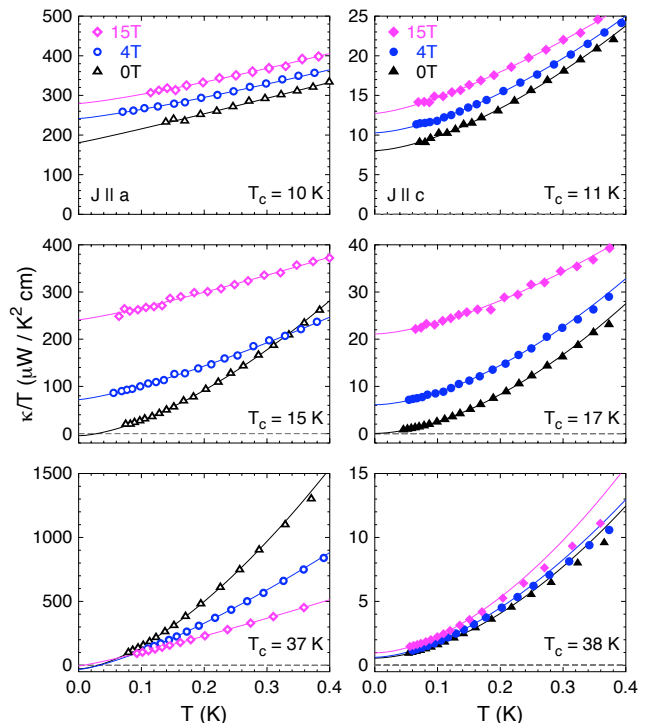 500
400
300
200
100
0
15T
4T
0T
J || a
T_c = 10 K
25
20
15
10
5
0
15T
4T
0T
J || c
T_c = 11 K
400
300
200
100
0
T_c = 15 K
40
30
20
10
0
T_c = 17 K
κ/T (μW / K² cm)
1500
1000
500
0
T_c = 37 K
0.0 0.1 0.2 0.3 0.4
T (K)
15
10
5
0
T_c = 38 K
0.0 0.1 0.2 0.3 0.4
T (K)